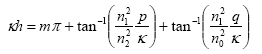 κh = mπ + tan⁻¹(n₁²/n₂² p/κ) + tan⁻¹(n₁²/n₀² q/κ)